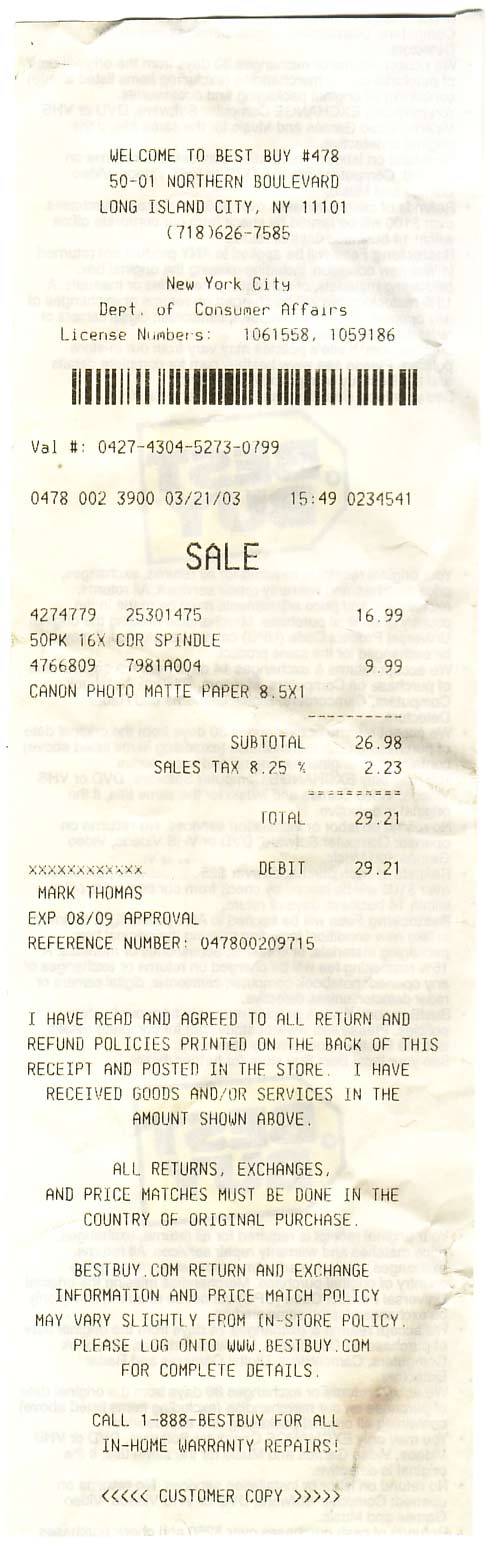 WELCOME TO BEST BUY #478
50-01 NORTHERN BOULEVARD
LONG ISLAND CITY, NY 11101
(718)626-7585
New York City
Dept. of Consumer Affairs
License Numbers: 1061558, 1059186
Val #: 0427-4304-5273-0799
0478 002 3900 03/21/03 15:49 0234541
SALE
4274779 25301475 16.99
50PK 16X CDR SPINDLE
4766809 7981A004 9.99
CANON PHOTO MATTE PAPER 8.5X1
----------
SUBTOTAL 26.98
SALES TAX 8.25 % 2.23
==========
TOTAL 29.21
XXXXXXXXXXXX DEBIT 29.21
MARK THOMAS
EXP 08/09 APPROVAL
REFERENCE NUMBER: 047800209715
I HAVE READ AND AGREED TO ALL RETURN AND
REFUND POLICIES PRINTED ON THE BACK OF THIS
RECEIPT AND POSTED IN THE STORE. I HAVE
RECEIVED GOODS AND/OR SERVICES IN THE
AMOUNT SHOWN ABOVE.
ALL RETURNS, EXCHANGES,
AND PRICE MATCHES MUST BE DONE IN THE
COUNTRY OF ORIGINAL PURCHASE.
BESTBUY.COM RETURN AND EXCHANGE
INFORMATION AND PRICE MATCH POLICY
MAY VARY SLIGHTLY FROM IN-STORE POLICY.
PLEASE LOG ONTO WWW.BESTBUY.COM
FOR COMPLETE DETAILS.
CALL 1-888-BESTBUY FOR ALL
IN-HOME WARRANTY REPAIRS!
<<<<< CUSTOMER COPY >>>>>